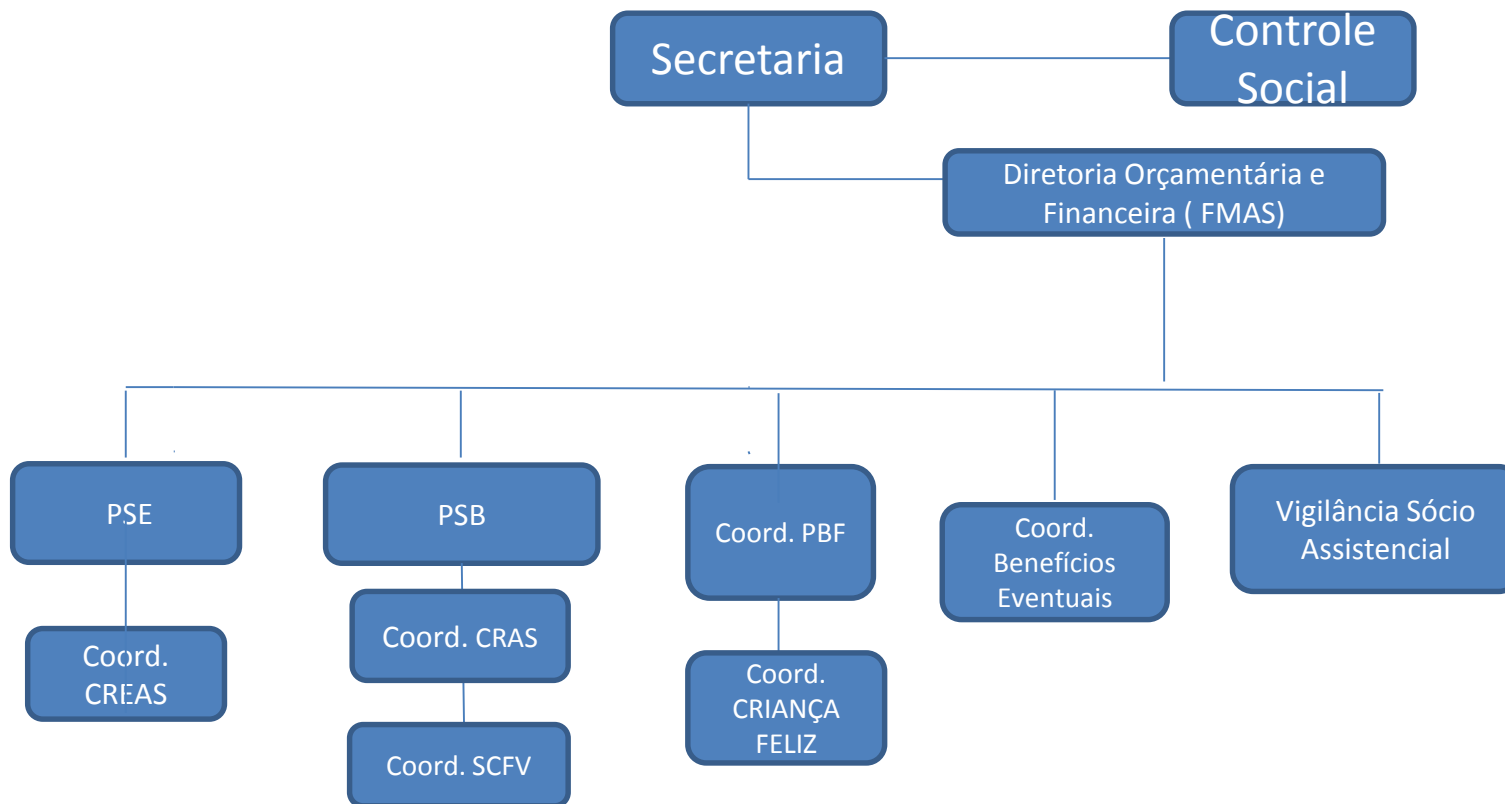 Secretaria
Controle
Social
Diretoria Orçamentária e
Financeira ( FMAS)
PSE
PSB
Coord. PBF
Coord.
Benefícios
Eventuais
Vigilância Sócio
Assistencial
Coord.
CREAS
Coord. CRAS
Coord. SCFV
Coord.
CRIANÇA
FELIZ